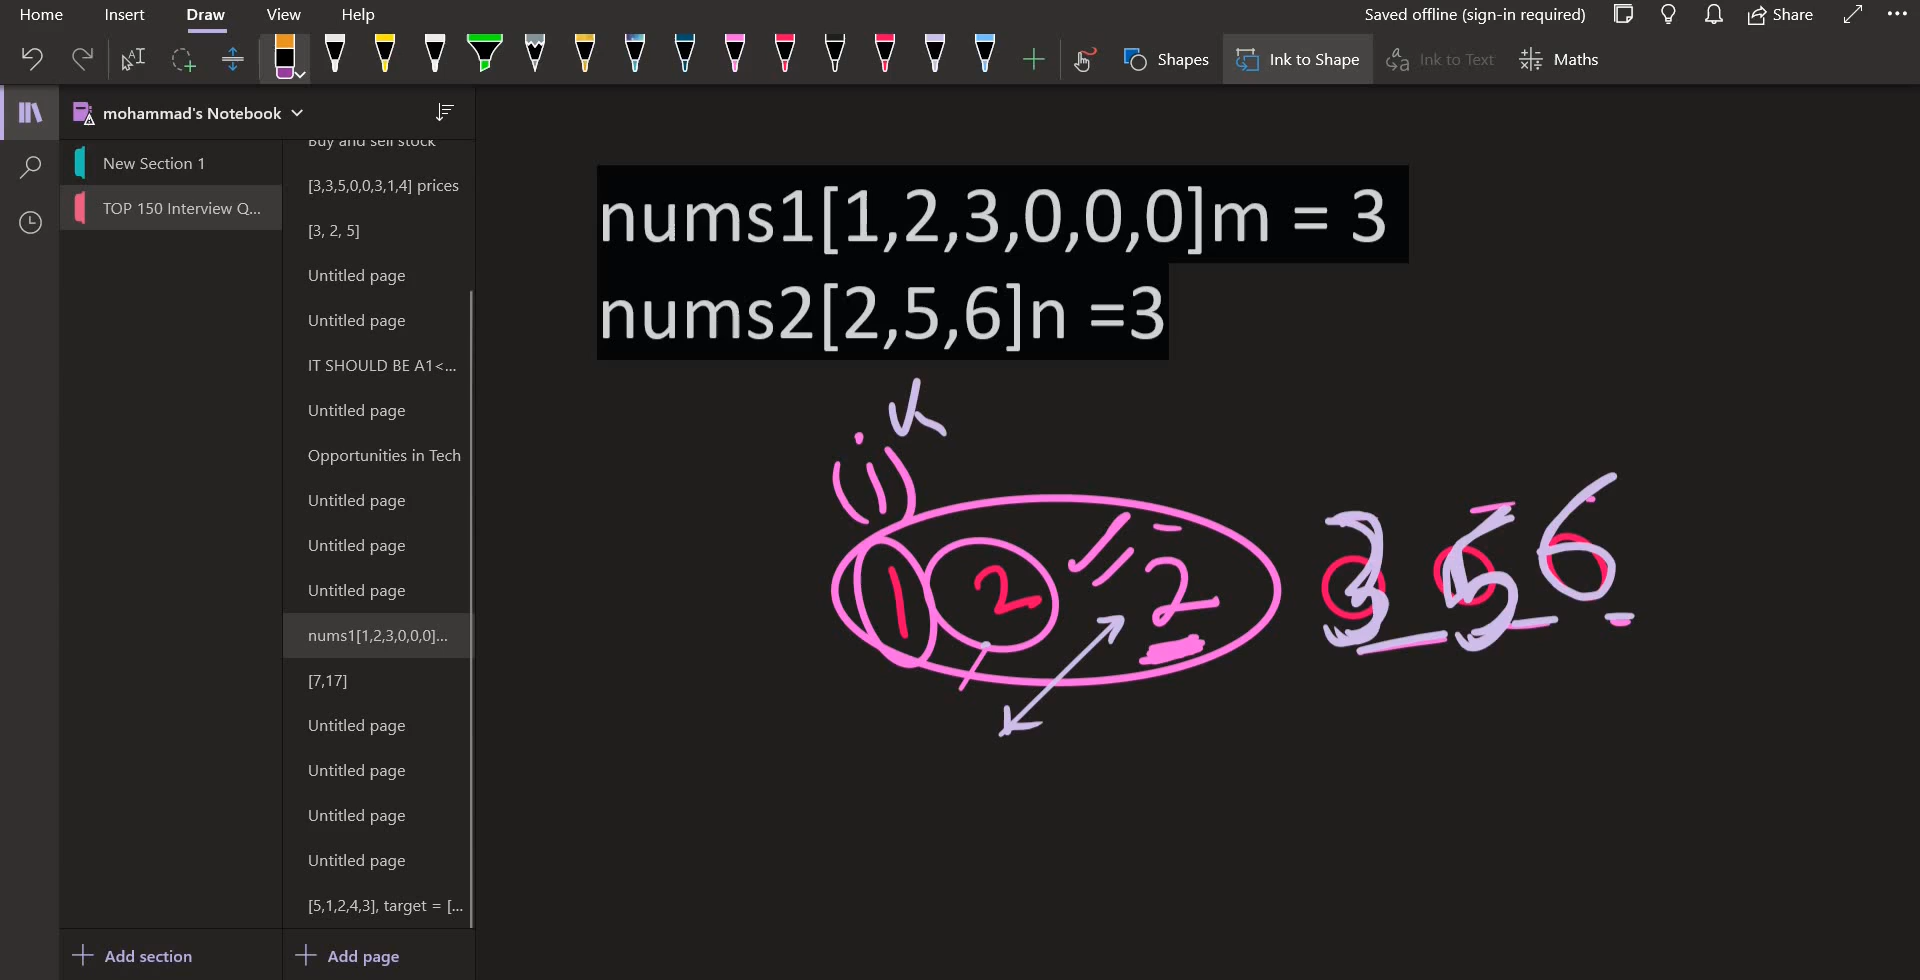 Home Insert Draw View Help Saved offline (sign-in required) Share
Shapes Ink to Shape Ink to Text Maths
mohammad's Notebook
New Section 1
TOP 150 Interview Q...
Buy and sell stock
[3,3,5,0,0,3,1,4] prices
[3, 2, 5]
Untitled page
Untitled page
IT SHOULD BE A1<...
Untitled page
Opportunities in Tech
Untitled page
Untitled page
Untitled page
nums1[1,2,3,0,0,0]...
[7,17]
Untitled page
Untitled page
Untitled page
Untitled page
[5,1,2,4,3], target = [...
Add section
Add page
nums1[1,2,3,0,0,0]m = 3
nums2[2,5,6]n =3
k
j
1 2 2 3 5 6